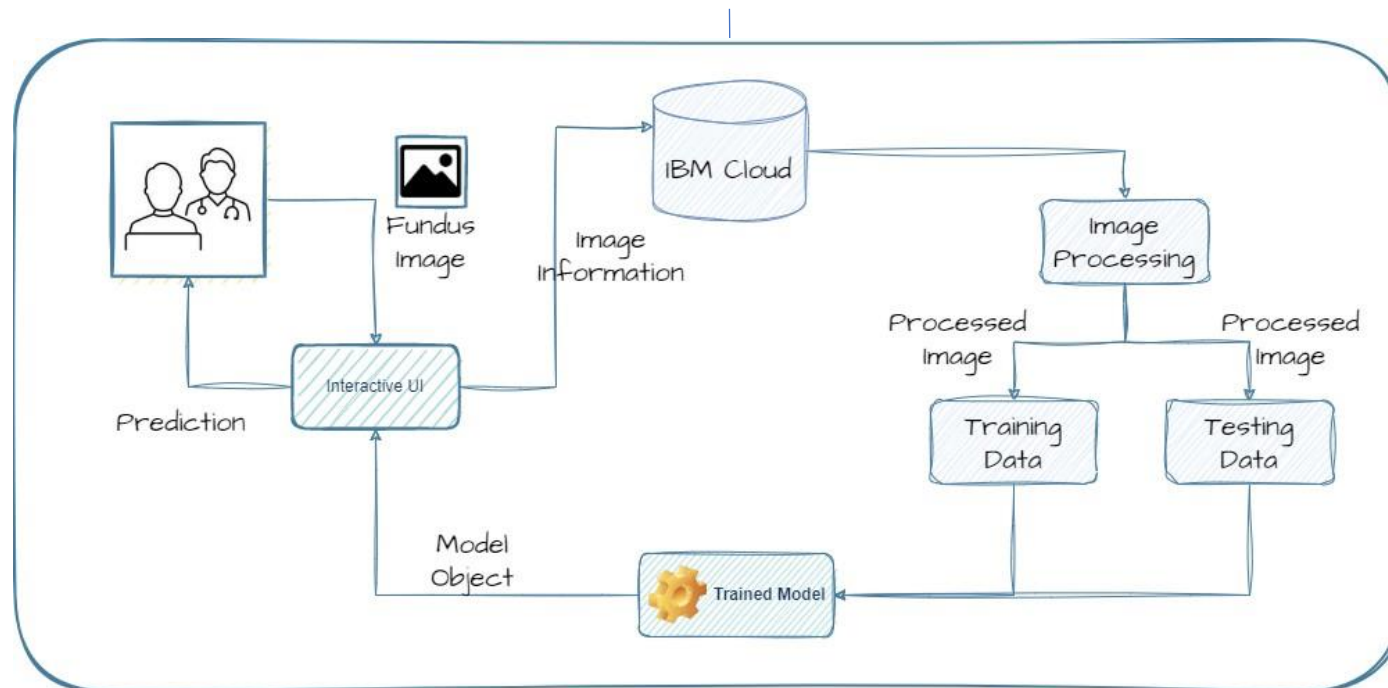 IBM Cloud
Fundus
Image
Image
Information
Image
Processing
Processed
Image
Processed
Image
Interactive UI
Prediction
Training
Data
Testing
Data
Model
Object
Trained Model